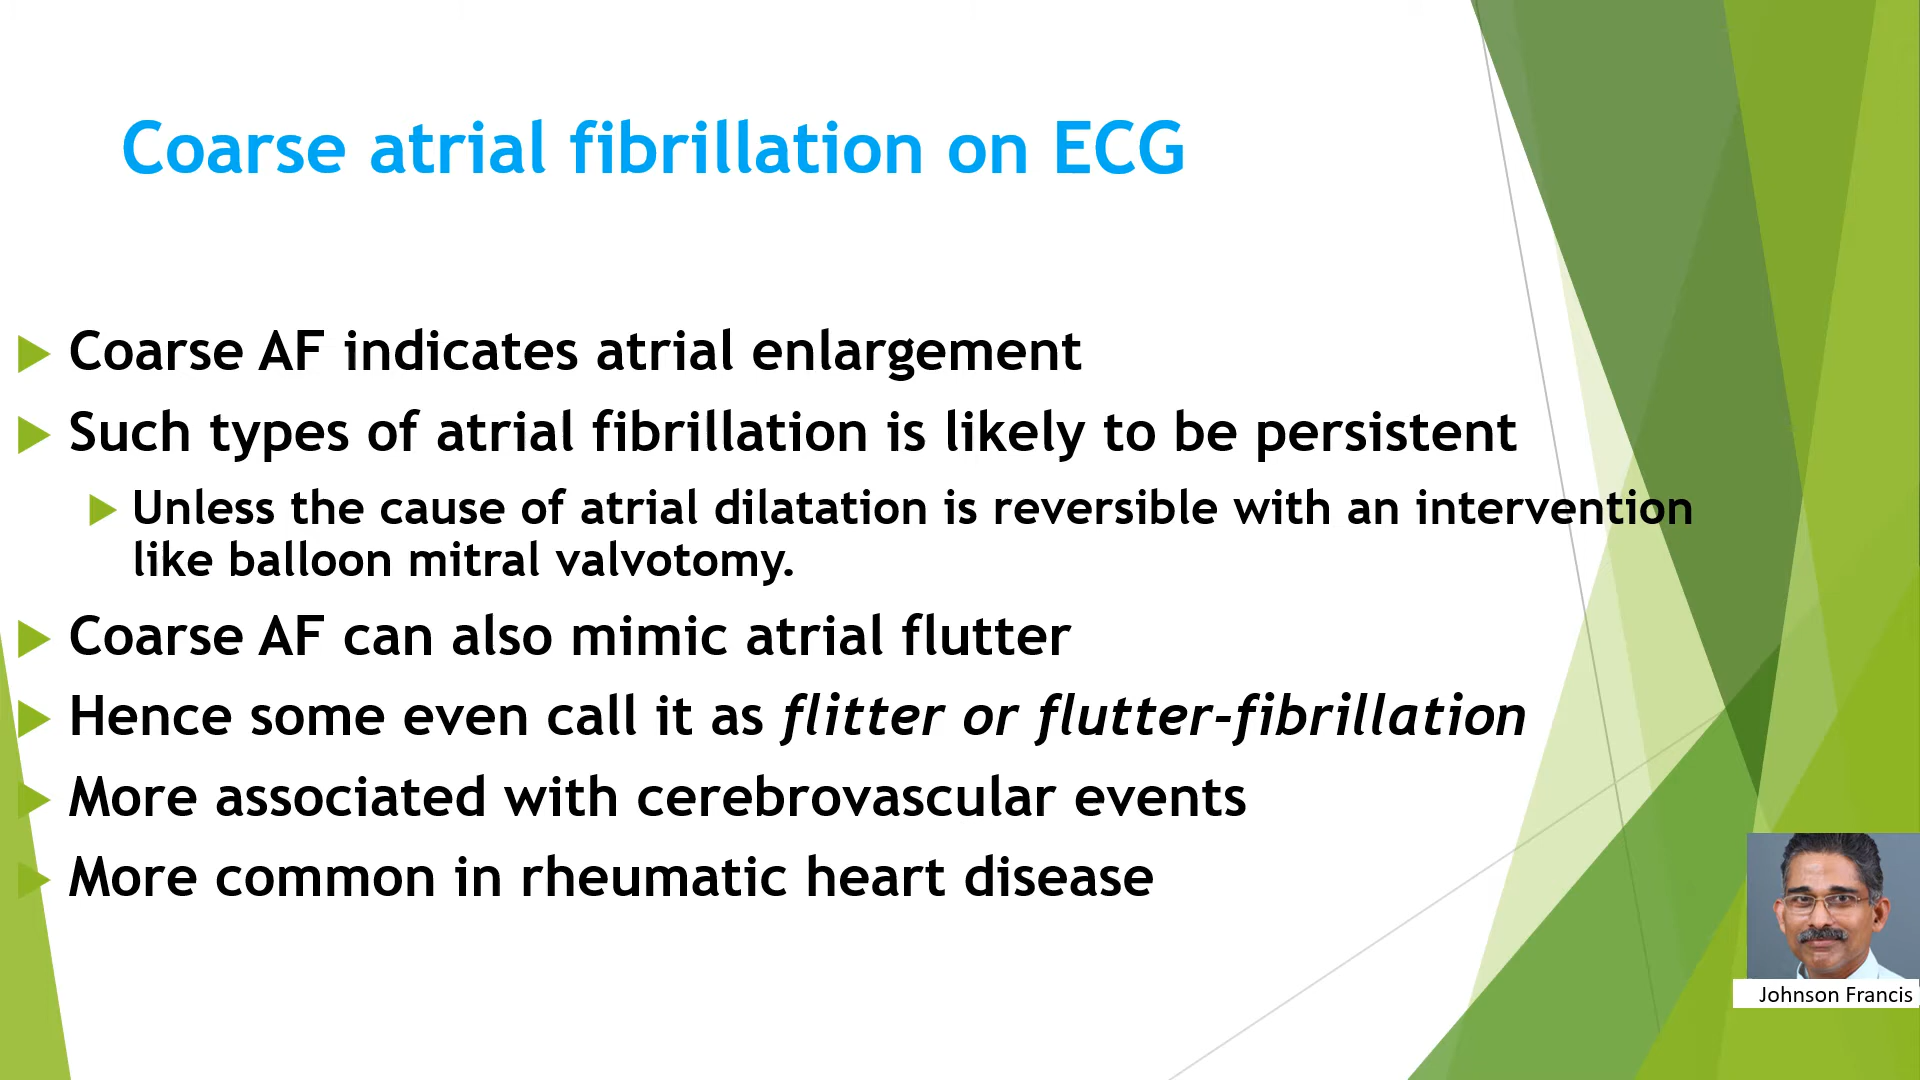 Coarse atrial fibrillation on ECG
Coarse AF indicates atrial enlargement
Such types of atrial fibrillation is likely to be persistent
Unless the cause of atrial dilatation is reversible with an intervention
like balloon mitral valvotomy.
Coarse AF can also mimic atrial flutter
Hence some even call it as flitter or flutter-fibrillation
More associated with cerebrovascular events
More common in rheumatic heart disease
Johnson Francis